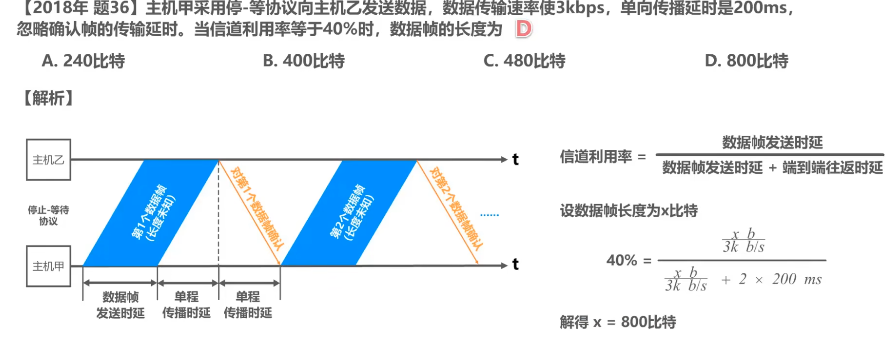 【2018年 题36】主机甲采用停-等协议向主机乙发送数据，数据传输速率使3kbps，单向传播延时是200ms，
忽略确认帧的传输延时。当信道利用率等于40%时，数据帧的长度为 D
A. 240比特 B. 400比特 C. 480比特 D. 800比特
【解析】
主机乙
t
第1个数据帧
(长度未知)
对第1个数据帧确认
第2个数据帧
(长度未知)
对第2个数据帧确认
......
停止-等待
协议
主机甲
t
数据帧
发送时延
单程
传播时延
单程
传播时延
信道利用率 =
数据帧发送时延
数据帧发送时延 + 端到端往返时延
设数据帧长度为x比特
40% =
x b
3k b/s
x b
3k b/s + 2 × 200 ms
解得 x = 800比特